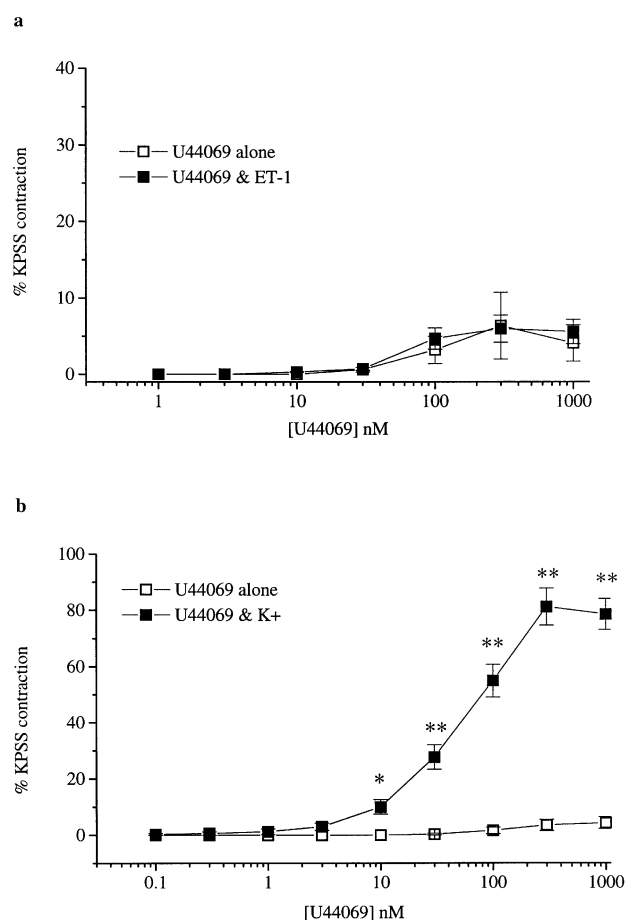 a
40
30
20
10
0
% KPSS contraction
U44069 alone
U44069 & ET-1
1 10 100 1000
[U44069] nM
b
100
80
60
40
20
0
% KPSS contraction
U44069 alone
U44069 & K+
*
**
**
**
**
0.1 1 10 100 1000
[U44069] nM